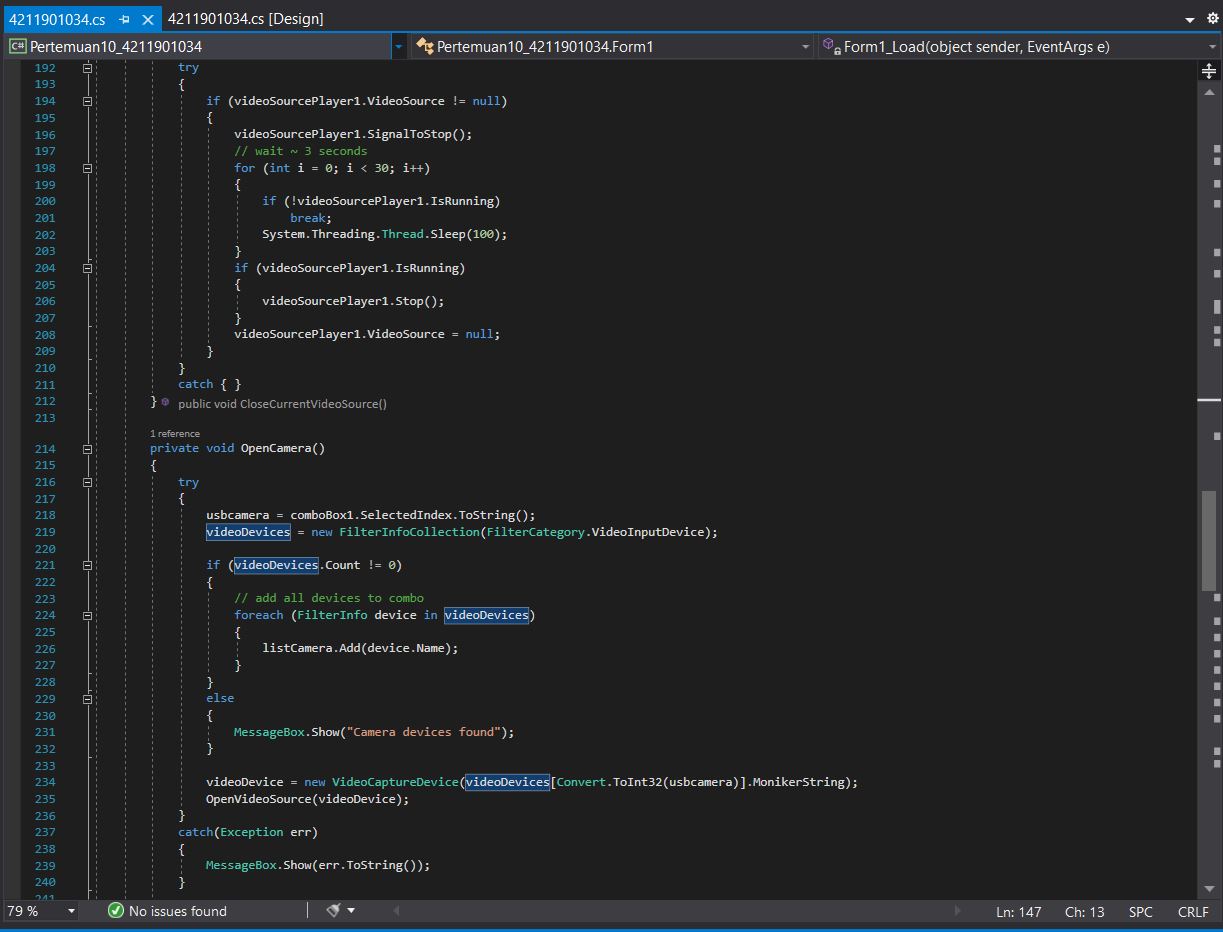 4211901034.cs 4211901034.cs [Design]
C# Pertemuan10_4211901034 Pertemuan10_4211901034.Form1 Form1_Load(object sender, EventArgs e)
192 try
193 {
194 if (videoSourcePlayer1.VideoSource != null)
195 {
196 videoSourcePlayer1.SignalToStop();
197 // wait ~ 3 seconds
198 for (int i = 0; i < 30; i++)
199 {
200 if (!videoSourcePlayer1.IsRunning)
201 break;
202 System.Threading.Thread.Sleep(100);
203 }
204 if (videoSourcePlayer1.IsRunning)
205 {
206 videoSourcePlayer1.Stop();
207 }
208 videoSourcePlayer1.VideoSource = null;
209 }
210 }
211 catch { }
212 } public void CloseCurrentVideoSource()
213
1 reference
214 private void OpenCamera()
215 {
216 try
217 {
218 usbcamera = comboBox1.SelectedIndex.ToString();
219 videoDevices = new FilterInfoCollection(FilterCategory.VideoInputDevice);
220
221 if (videoDevices.Count != 0)
222 {
223 // add all devices to combo
224 foreach (FilterInfo device in videoDevices)
225 {
226 listCamera.Add(device.Name);
227 }
228 }
229 else
230 {
231 MessageBox.Show("Camera devices found");
232 }
233
234 videoDevice = new VideoCaptureDevice(videoDevices[Convert.ToInt32(usbcamera)].MonikerString);
235 OpenVideoSource(videoDevice);
236 }
237 catch(Exception err)
238 {
239 MessageBox.Show(err.ToString());
240 }
241
79 % No issues found Ln: 147 Ch: 13 SPC CRLF